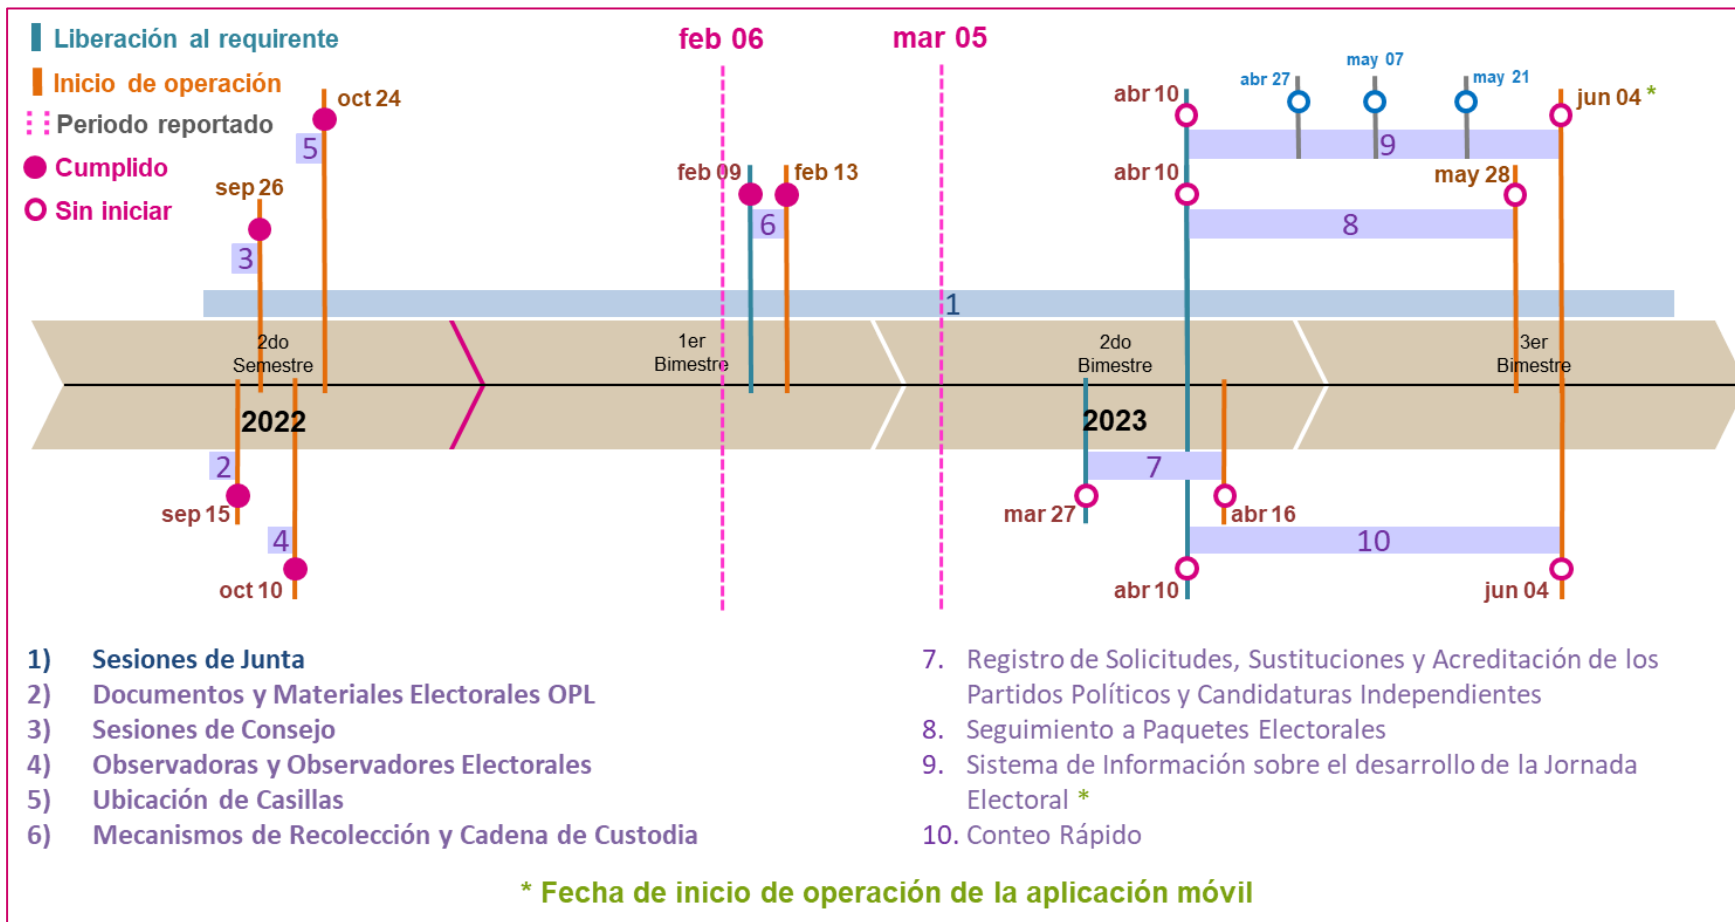 Liberación al requirente
Inicio de operación
Periodo reportado
Cumplido
Sin iniciar
feb 06
mar 05
oct 24
5
sep 26
3
feb 09
feb 13
6
abr 10
abr 27
may 07
may 21
jun 04 *
9
abr 10
may 28
8
1
2do
Semestre
1er
Bimestre
2do
Bimestre
3er
Bimestre
2022
2023
2
sep 15
4
oct 10
7
mar 27
abr 16
10
abr 10
jun 04
1) Sesiones de Junta
2) Documentos y Materiales Electorales OPL
3) Sesiones de Consejo
4) Observadoras y Observadores Electorales
5) Ubicación de Casillas
6) Mecanismos de Recolección y Cadena de Custodia
7. Registro de Solicitudes, Sustituciones y Acreditación de los
Partidos Políticos y Candidaturas Independientes
8. Seguimiento a Paquetes Electorales
9. Sistema de Información sobre el desarrollo de la Jornada
Electoral *
10. Conteo Rápido
* Fecha de inicio de operación de la aplicación móvil